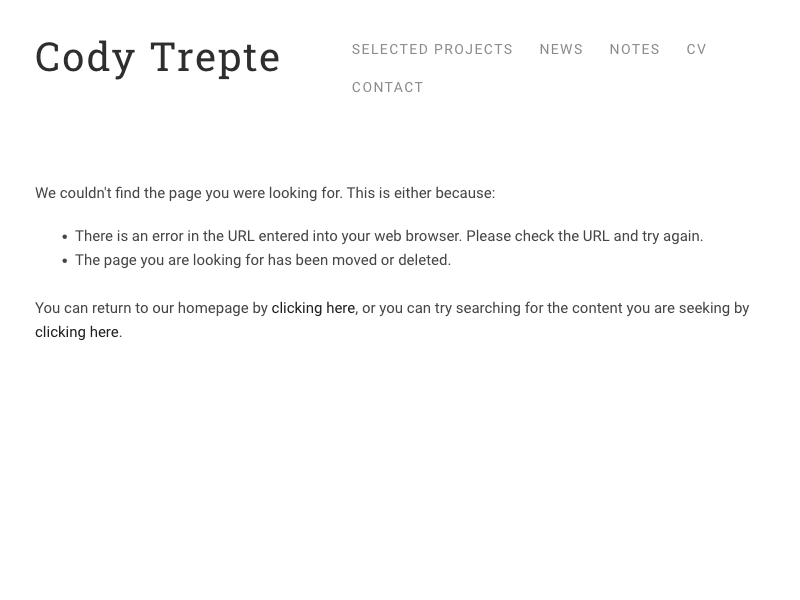 Cody Trepte
SELECTED PROJECTS NEWS NOTES CV
CONTACT
We couldn't find the page you were looking for. This is either because:
• There is an error in the URL entered into your web browser. Please check the URL and try again.
• The page you are looking for has been moved or deleted.
You can return to our homepage by clicking here, or you can try searching for the content you are seeking by
clicking here.